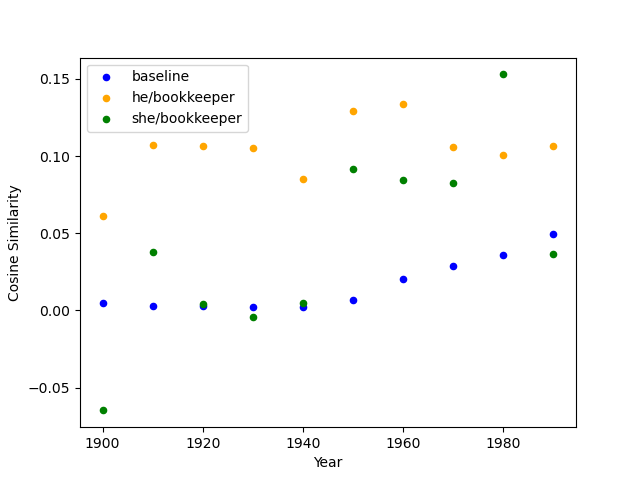 baseline
he/bookkeeper
she/bookkeeper
0.15
0.10
0.05
0.00
−0.05
Cosine Similarity
1900 1920 1940 1960 1980
Year